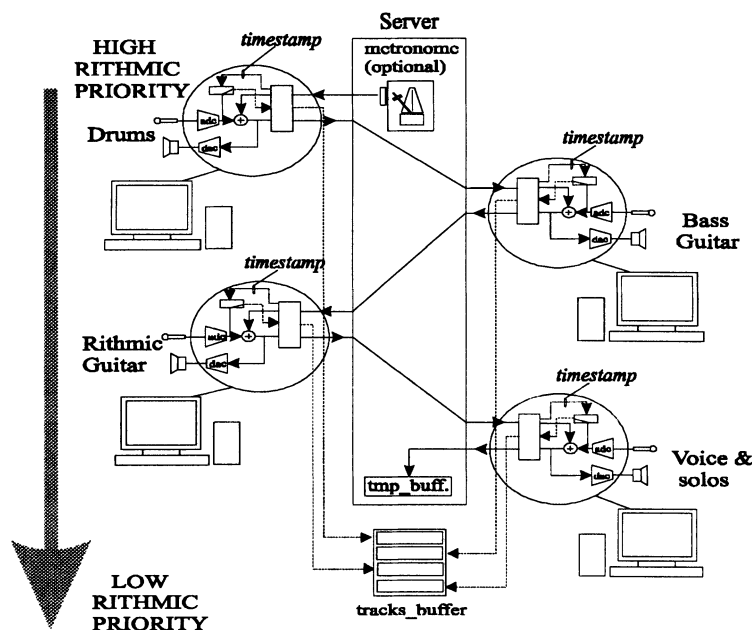 Server
HIGH
RITHMIC
PRIORITY
timestamp
metronome
(optional)
adc
dac
Drums
timestamp
adc
dac
Bass
Guitar
timestamp
adc
dac
Rithmic
Guitar
timestamp
adc
dac
Voice &
solos
tmp_buff.
LOW
RITHMIC
PRIORITY
tracks_buffer